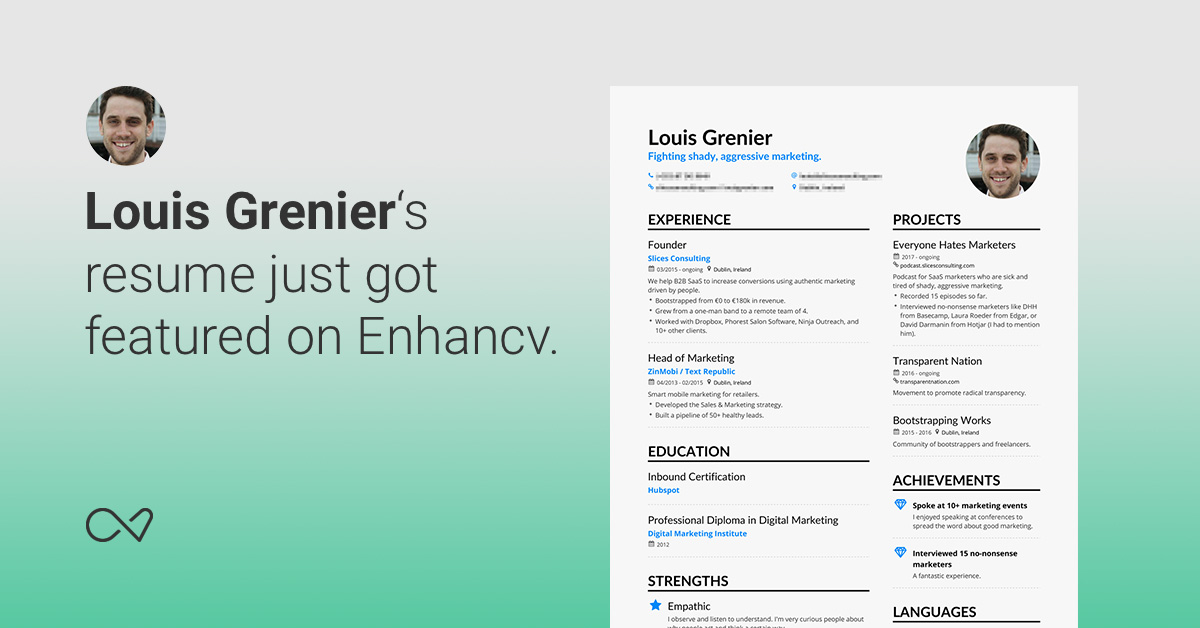 Louis Grenier‘s
resume just got
featured on Enhancv.
Louis Grenier
Fighting shady, aggressive marketing.
EXPERIENCE
Founder
Slices Consulting
03/2015 - ongoing Dublin, Ireland
We help B2B SaaS to increase conversions using authentic marketing
driven by people.
• Bootstrapped from €0 to €180k in revenue.
• Grew from a one-man band to a remote team of 4.
• Worked with Dropbox, Phorest Salon Software, Ninja Outreach, and
10+ other clients.
Head of Marketing
ZinMobi / Text Republic
04/2013 - 02/2015 Dublin, Ireland
Smart mobile marketing for retailers.
• Developed the Sales & Marketing strategy.
• Built a pipeline of 50+ healthy leads.
EDUCATION
Inbound Certification
Hubspot
Professional Diploma in Digital Marketing
Digital Marketing Institute
2012
STRENGTHS
Empathic
I observe and listen to understand. I'm very curious people about
PROJECTS
Everyone Hates Marketers
2017 - ongoing
podcast.slicesconsulting.com
Podcast for SaaS marketers who are sick and
tired of shady, aggressive marketing.
• Recorded 15 episodes so far.
• Interviewed no-nonsense marketers like DHH
from Basecamp, Laura Roeder from Edgar, or
David Darmanin from Hotjar (I had to mention
him).
Transparent Nation
2016 - ongoing
transparentnation.com
Movement to promote radical transparency.
Bootstrapping Works
2015 - 2016 Dublin, Ireland
Community of bootstrappers and freelancers.
ACHIEVEMENTS
Spoke at 10+ marketing events
I enjoyed speaking at conferences to
spread the word about good marketing.
Interviewed 15 no-nonsense
marketers
A fantastic experience.
LANGUAGES